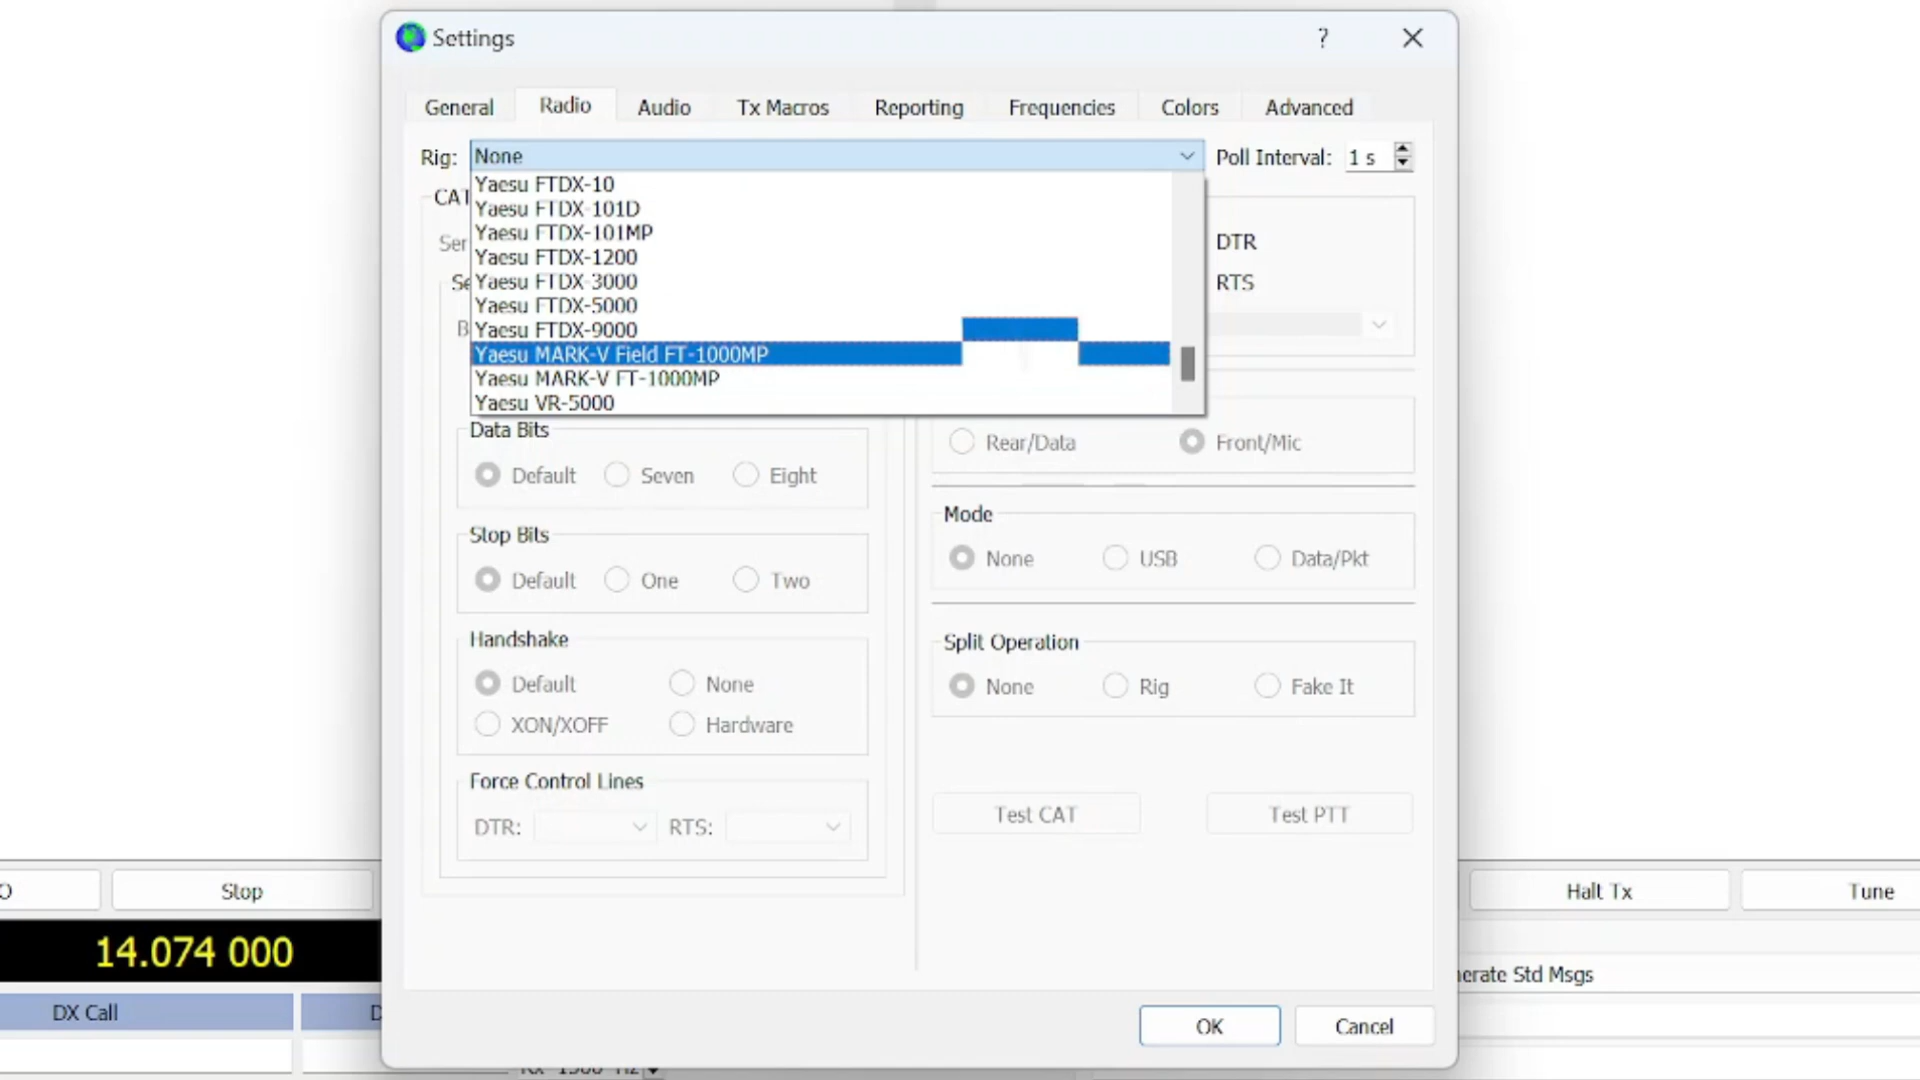 Settings
?
General Radio Audio Tx Macros Reporting Frequencies Colors Advanced
Rig: None Poll Interval: 1 s
Yaesu FTDX-10
Yaesu FTDX-101D
Yaesu FTDX-101MP
Yaesu FTDX-1200
Yaesu FTDX-3000
Yaesu FTDX-5000
Yaesu FTDX-9000
Yaesu MARK-V Field FT-1000MP
Yaesu MARK-V FT-1000MP
Yaesu VR-5000
CAT
Ser
Se
B
DTR
RTS
Data Bits
Default Seven Eight
Stop Bits
Default One Two
Handshake
Default None
XON/XOFF Hardware
Force Control Lines
DTR: RTS:
Rear/Data Front/Mic
Mode
None USB Data/Pkt
Split Operation
None Rig Fake It
Test CAT Test PTT
OK Cancel
Stop
14.074 000
DX Call
D
Halt Tx Tune
nerate Std Msgs